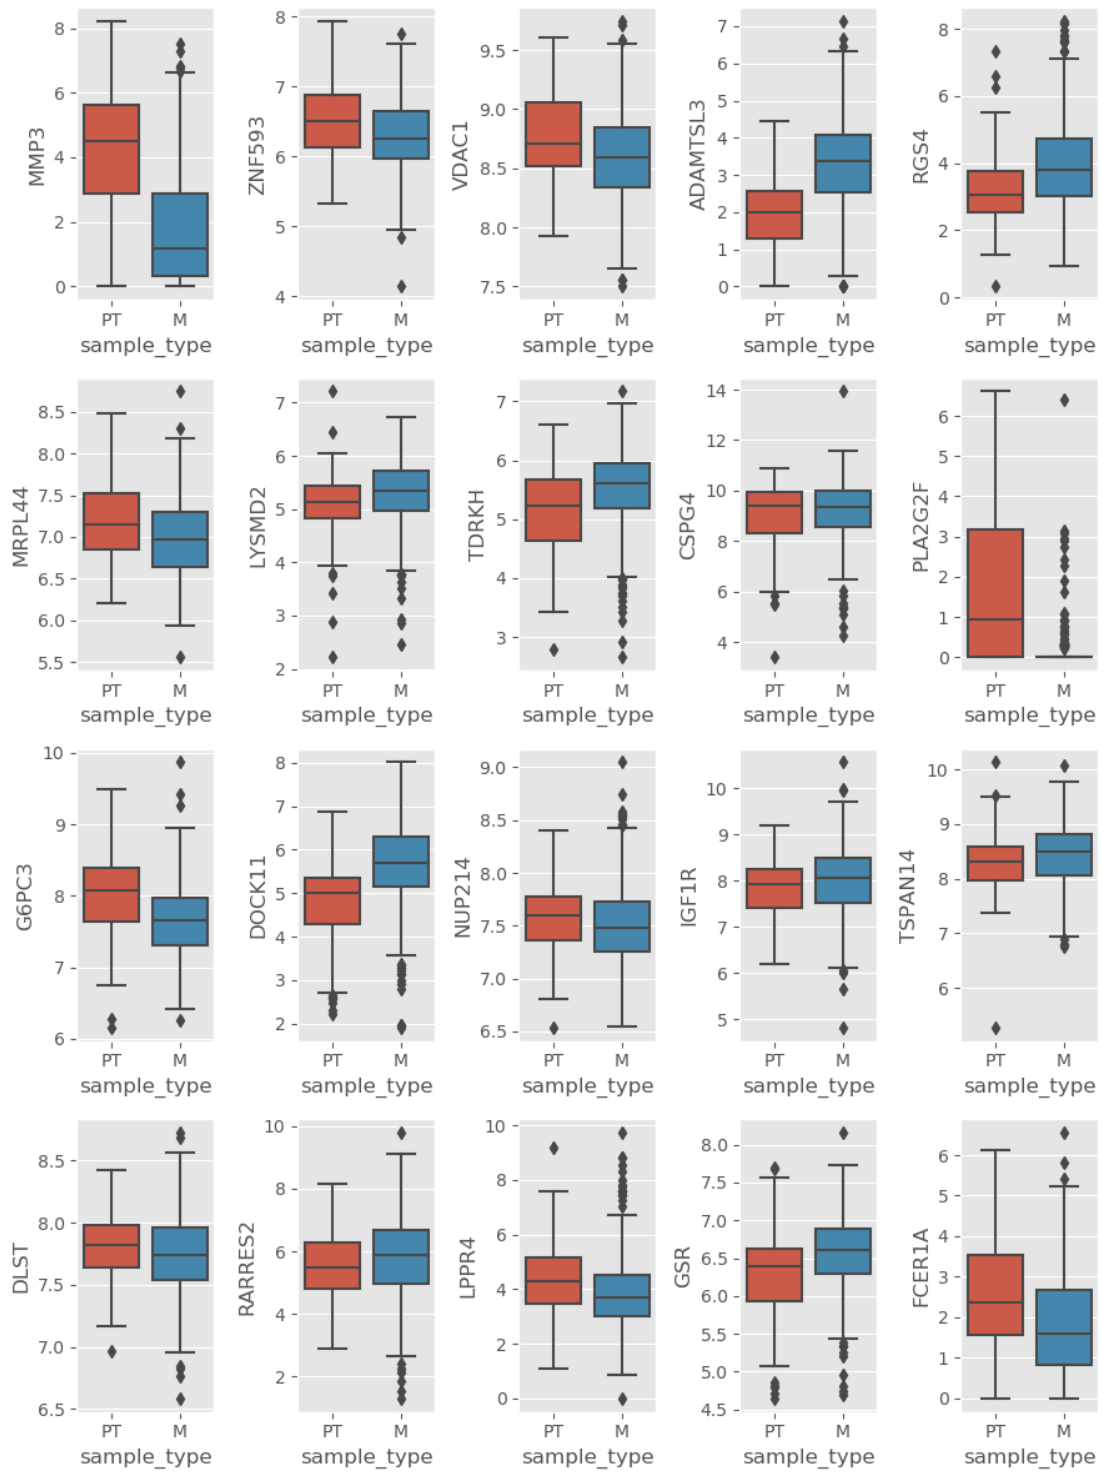 MMP3
8
6
4
2
0
PT M
sample_type
ZNF593
8
7
6
5
4
PT M
sample_type
VDAC1
9.5
9.0
8.5
8.0
7.5
PT M
sample_type
ADAMTSL3
7
6
5
4
3
2
1
0
PT M
sample_type
RGS4
8
6
4
2
0
PT M
sample_type
MRPL44
8.5
8.0
7.5
7.0
6.5
6.0
5.5
PT M
sample_type
LYSMD2
7
6
5
4
3
2
PT M
sample_type
TDRKH
7
6
5
4
3
PT M
sample_type
CSPG4
14
12
10
8
6
4
PT M
sample_type
PLA2G2F
6
5
4
3
2
1
0
PT M
sample_type
G6PC3
10
9
8
7
6
PT M
sample_type
DOCK11
8
7
6
5
4
3
2
PT M
sample_type
NUP214
9.0
8.5
8.0
7.5
7.0
6.5
PT M
sample_type
IGF1R
10
9
8
7
6
5
PT M
sample_type
TSPAN14
10
9
8
7
6
PT M
sample_type
DLST
8.5
8.0
7.5
7.0
6.5
PT M
sample_type
RARRES2
10
8
6
4
2
PT M
sample_type
LPPR4
10
8
6
4
2
0
PT M
sample_type
GSR
8.0
7.5
7.0
6.5
6.0
5.5
5.0
4.5
PT M
sample_type
FCER1A
6
5
4
3
2
1
0
PT M
sample_type